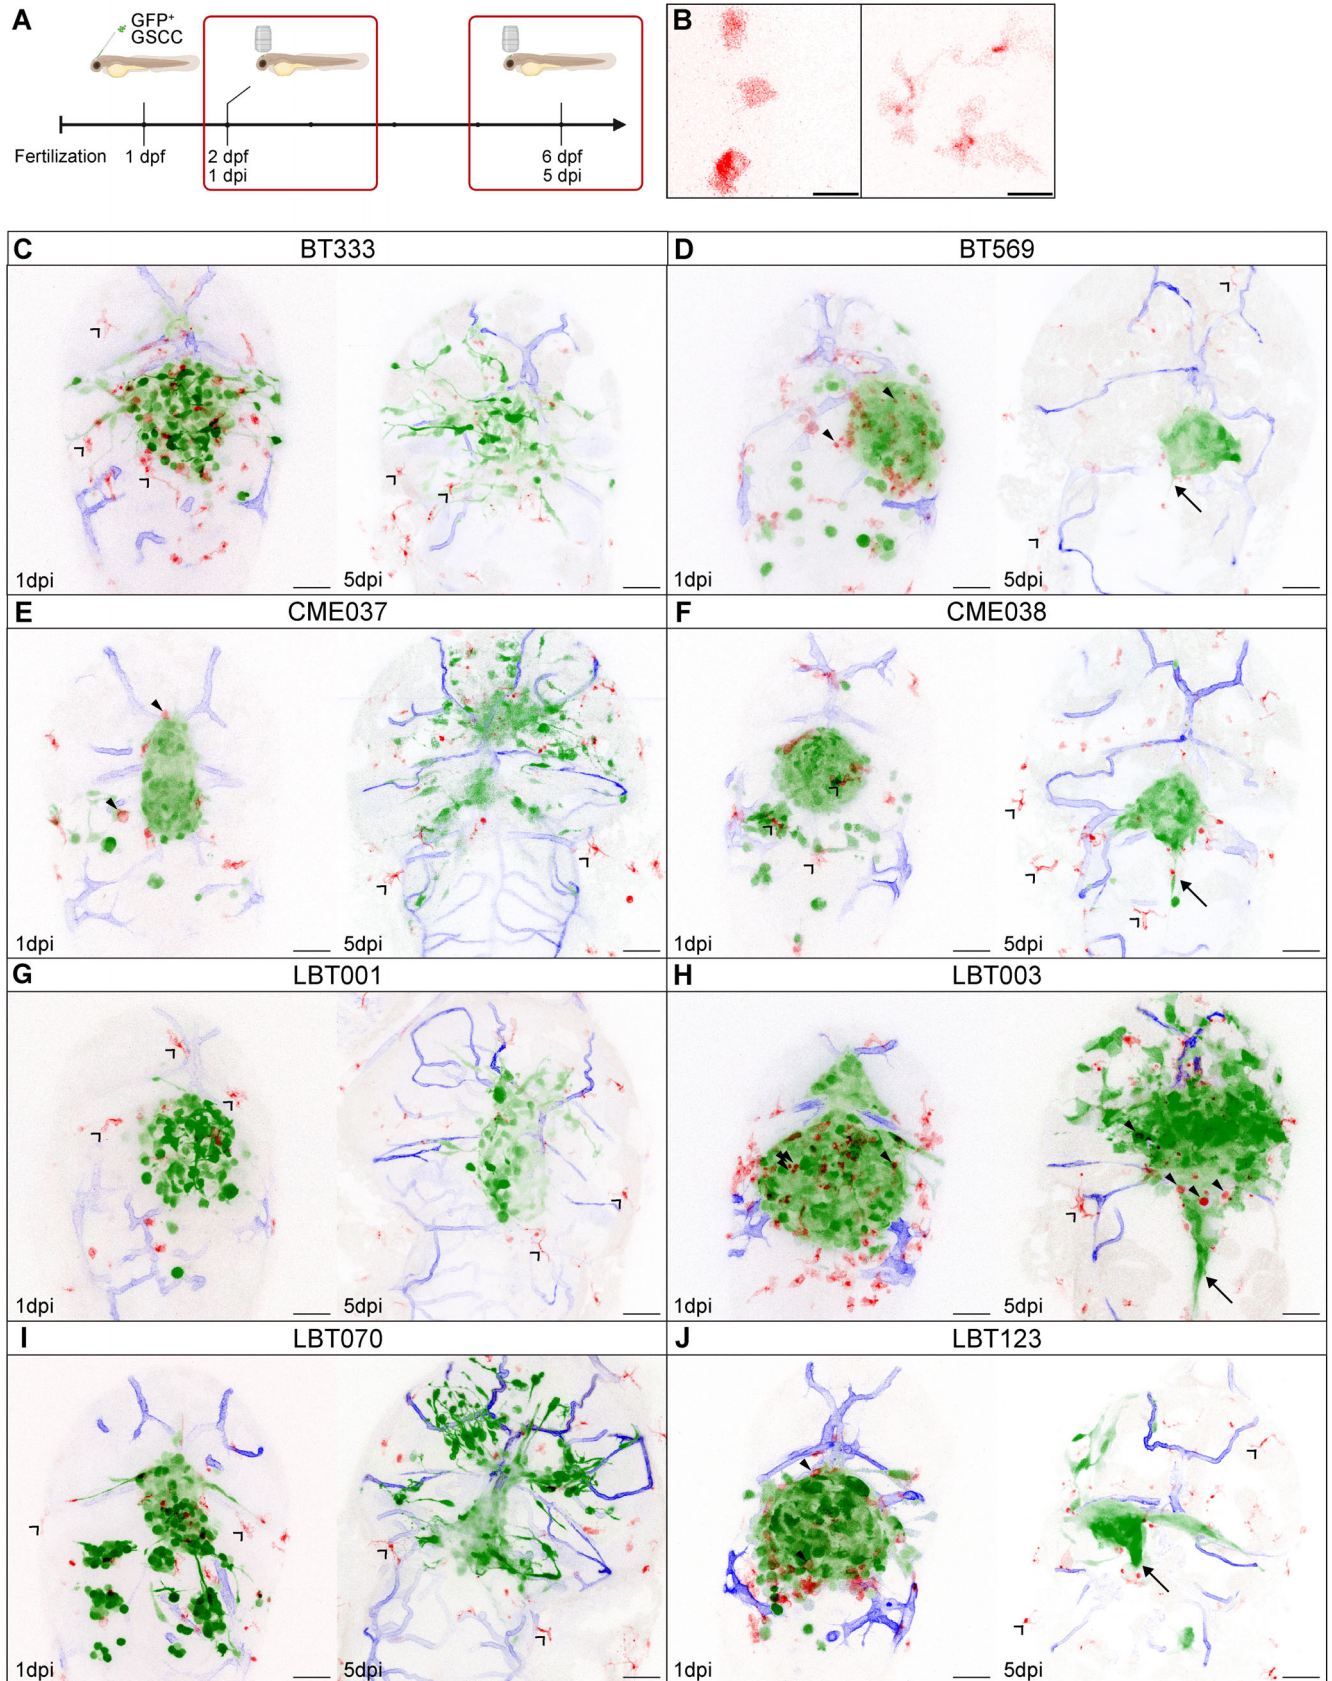 A
GFP+
GSCC
Fertilization
1 dpf
2 dpf
1 dpi
6 dpf
5 dpi
B
C
BT333
1dpi
5dpi
D
BT569
1dpi
5dpi
E
CME037
1dpi
5dpi
F
CME038
1dpi
5dpi
G
LBT001
1dpi
5dpi
H
LBT003
1dpi
5dpi
I
LBT070
1dpi
5dpi
J
LBT123
1dpi
5dpi